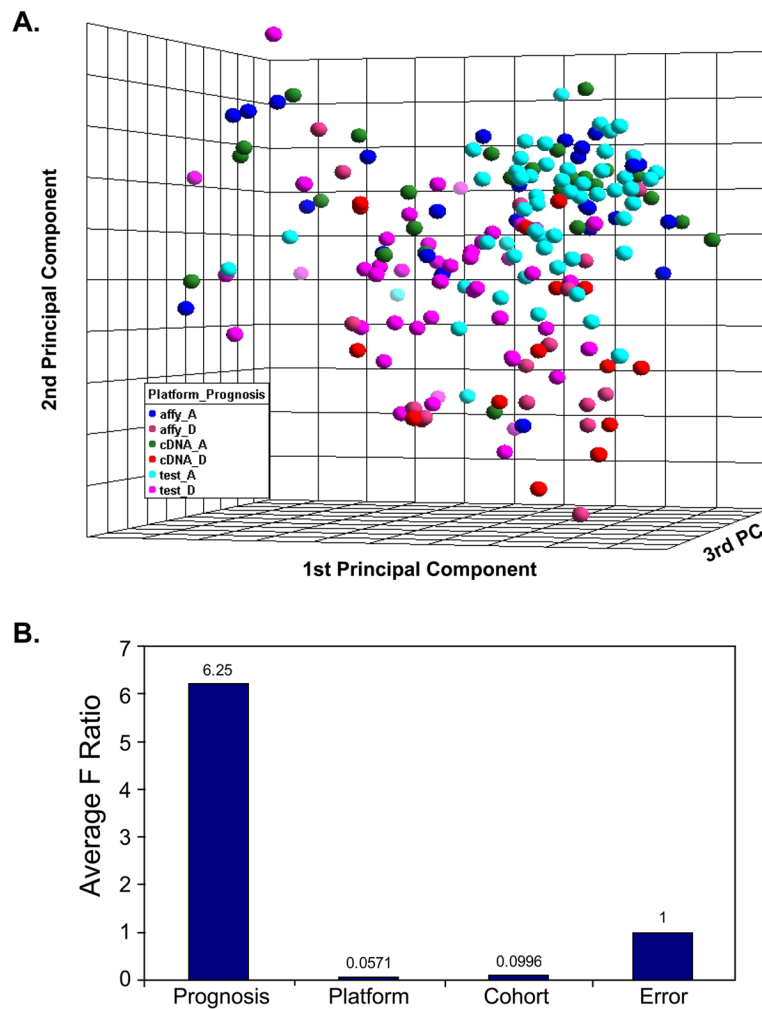 A.
2nd Principal Component
Platform_Prognosis
affy_A
affy_D
cDNA_A
cDNA_D
test_A
test_D
1st Principal Component
3rd PC
B.
Average F Ratio
7
6
5
4
3
2
1
0
6.25
0.0571
0.0996
1
Prognosis
Platform
Cohort
Error